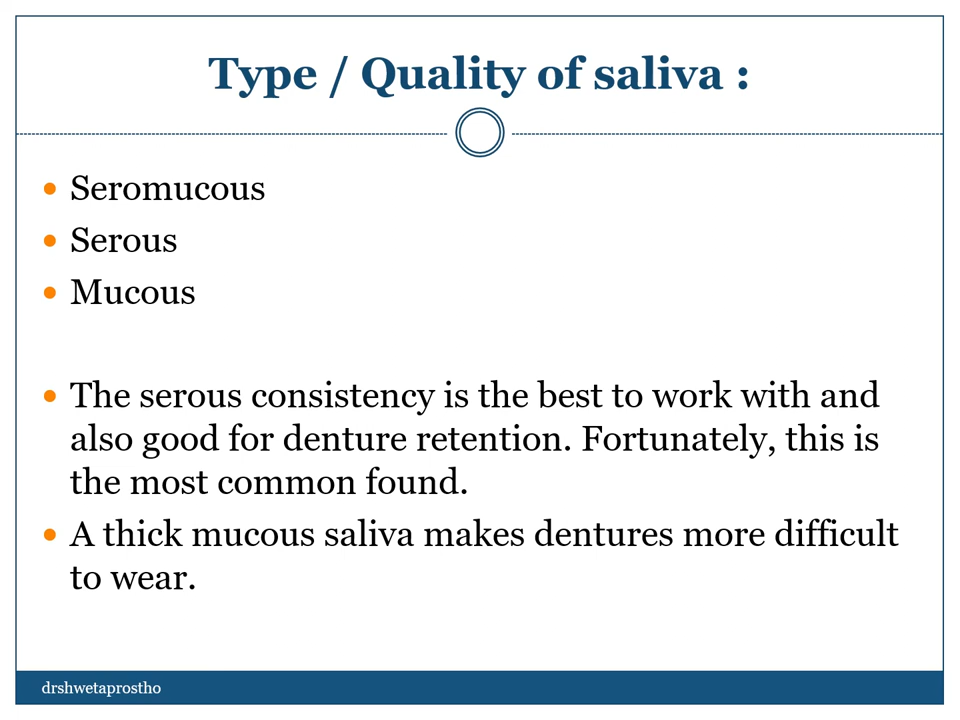 Type / Quality of saliva :
Seromucous
Serous
Mucous
The serous consistency is the best to work with and
also good for denture retention. Fortunately, this is
the most common found.
A thick mucous saliva makes dentures more difficult
to wear.
drshwetaprostho